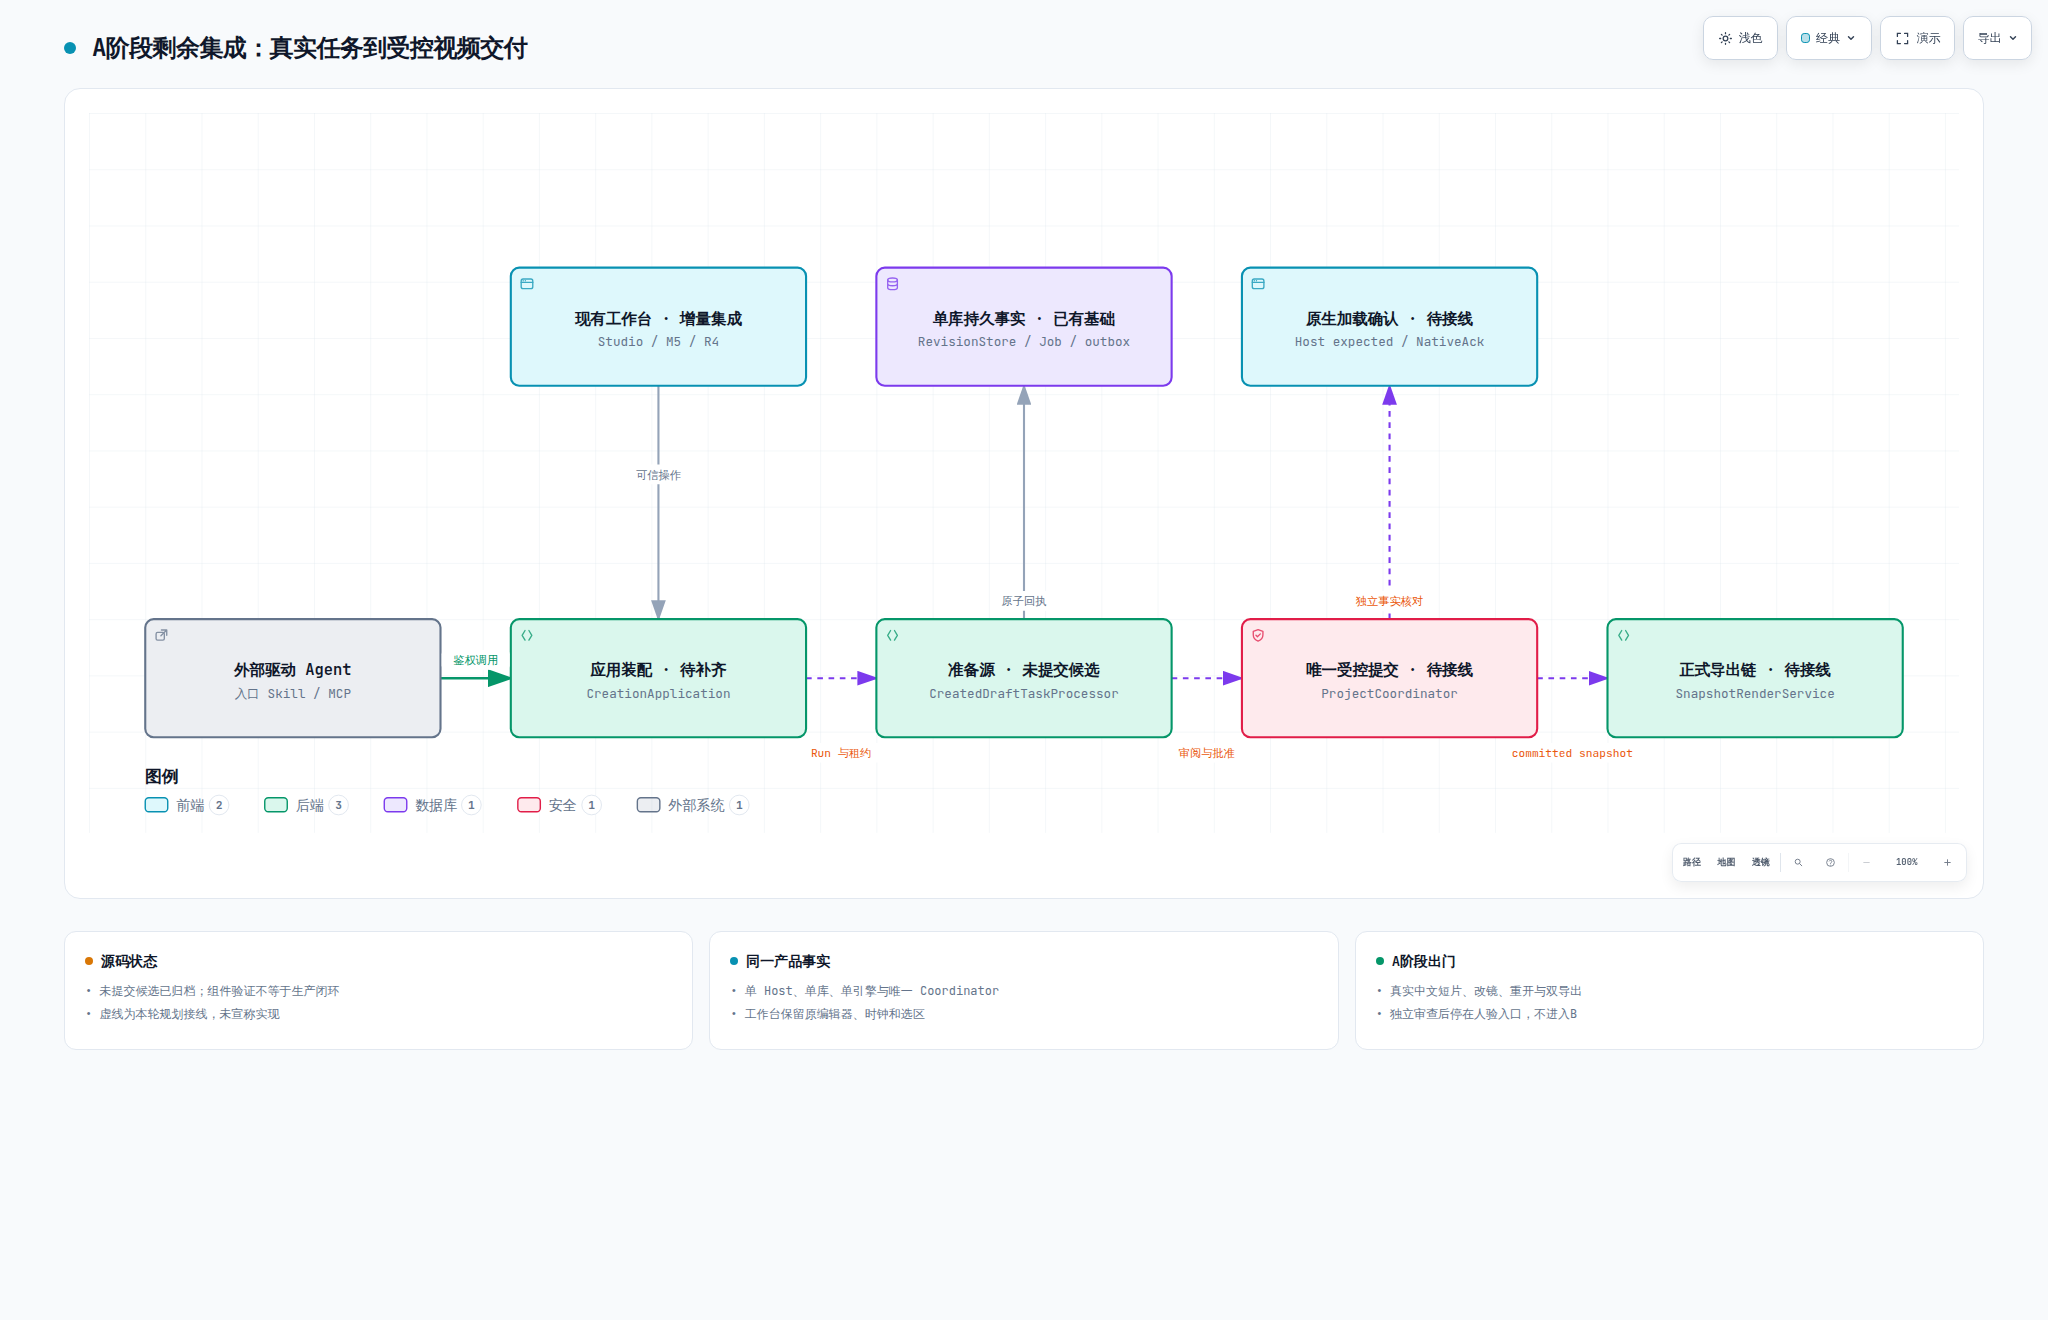 A阶段剩余集成：真实任务到受控视频交付
浅色
经典
演示
导出
现有工作台 · 增量集成
Studio / M5 / R4
单库持久事实 · 已有基础
RevisionStore / Job / outbox
原生加载确认 · 待接线
Host expected / NativeAck
可信操作
原子回执
独立事实核对
外部驱动 Agent
入口 Skill / MCP
鉴权调用
应用装配 · 待补齐
CreationApplication
准备源 · 未提交候选
CreatedDraftTaskProcessor
唯一受控提交 · 待接线
ProjectCoordinator
正式导出链 · 待接线
SnapshotRenderService
Run 与租约
审阅与批准
committed snapshot
图例
前端 2
后端 3
数据库 1
安全 1
外部系统 1
路径
地图
透镜
100%
源码状态
• 未提交候选已归档；组件验证不等于生产闭环
• 虚线为本轮规划接线，未宣称实现
同一产品事实
• 单 Host、单库、单引擎与唯一 Coordinator
• 工作台保留原编辑器、时钟和选区
A阶段出门
• 真实中文短片、改镜、重开与双导出
• 独立审查后停在人验入口，不进入B